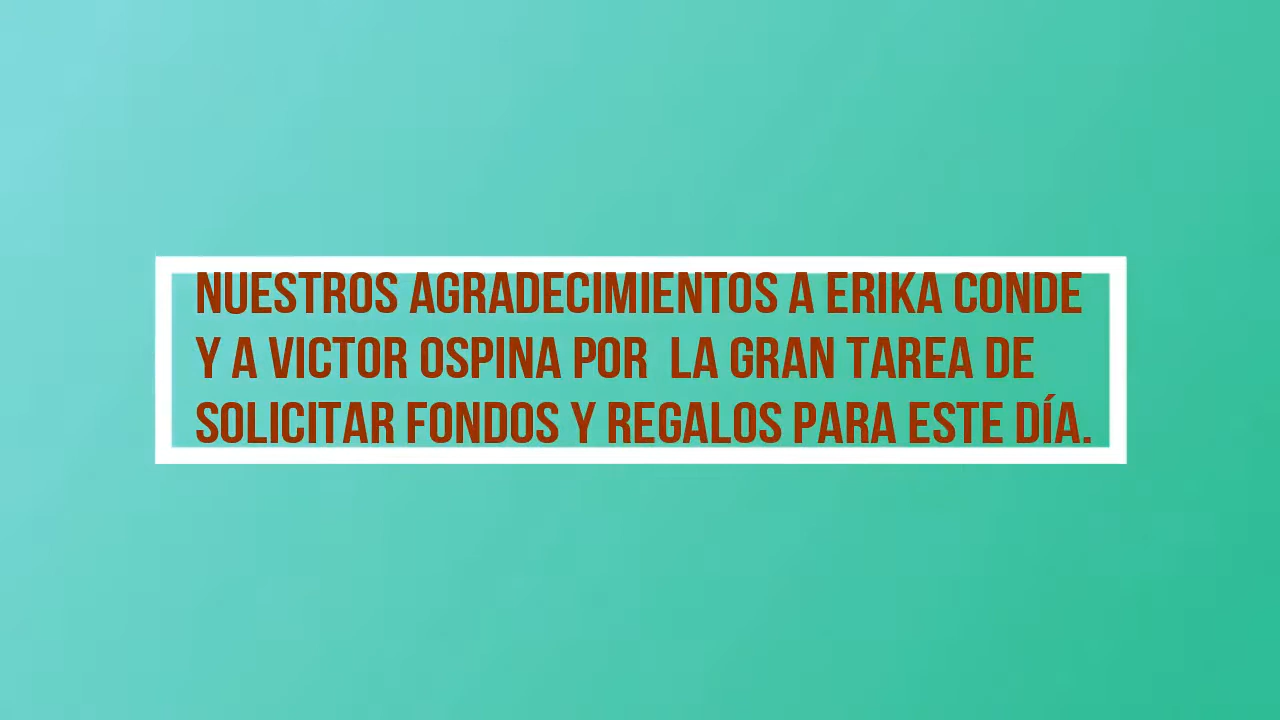 NUESTROS AGRADECIMIENTOS A ERIKA CONDE
Y A VICTOR OSPINA POR  LA GRAN TAREA DE
SOLICITAR FONDOS Y REGALOS PARA ESTE DÍA.